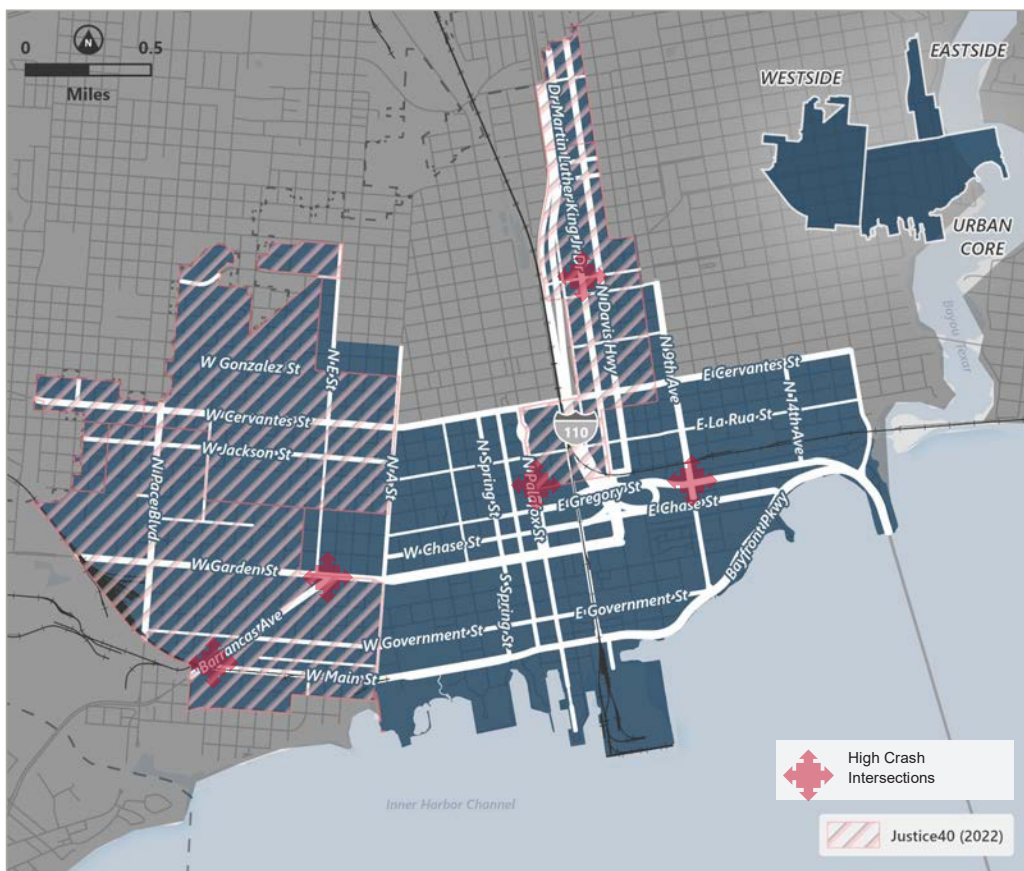 0
N
0.5
Miles
WESTSIDE
EASTSIDE
URBAN
CORE
Dr Martin Luther King Jr Dr
N Davis Hwy
N 9th Ave
E Cervantes St
N 14th Ave
E La Rua St
W Gonzalez St
N E St
W Cervantes St
W Jackson St
N A St
N Pace Blvd
110
N Spring St
N Palafox St
E Gregory St
E Chase St
W Chase St
W Garden St
Bayfront Pkwy
S Spring St
E Government St
Barrancas Ave
W Government St
W Main St
Bayou Texar
Inner Harbor Channel
High Crash
Intersections
Justice40 (2022)